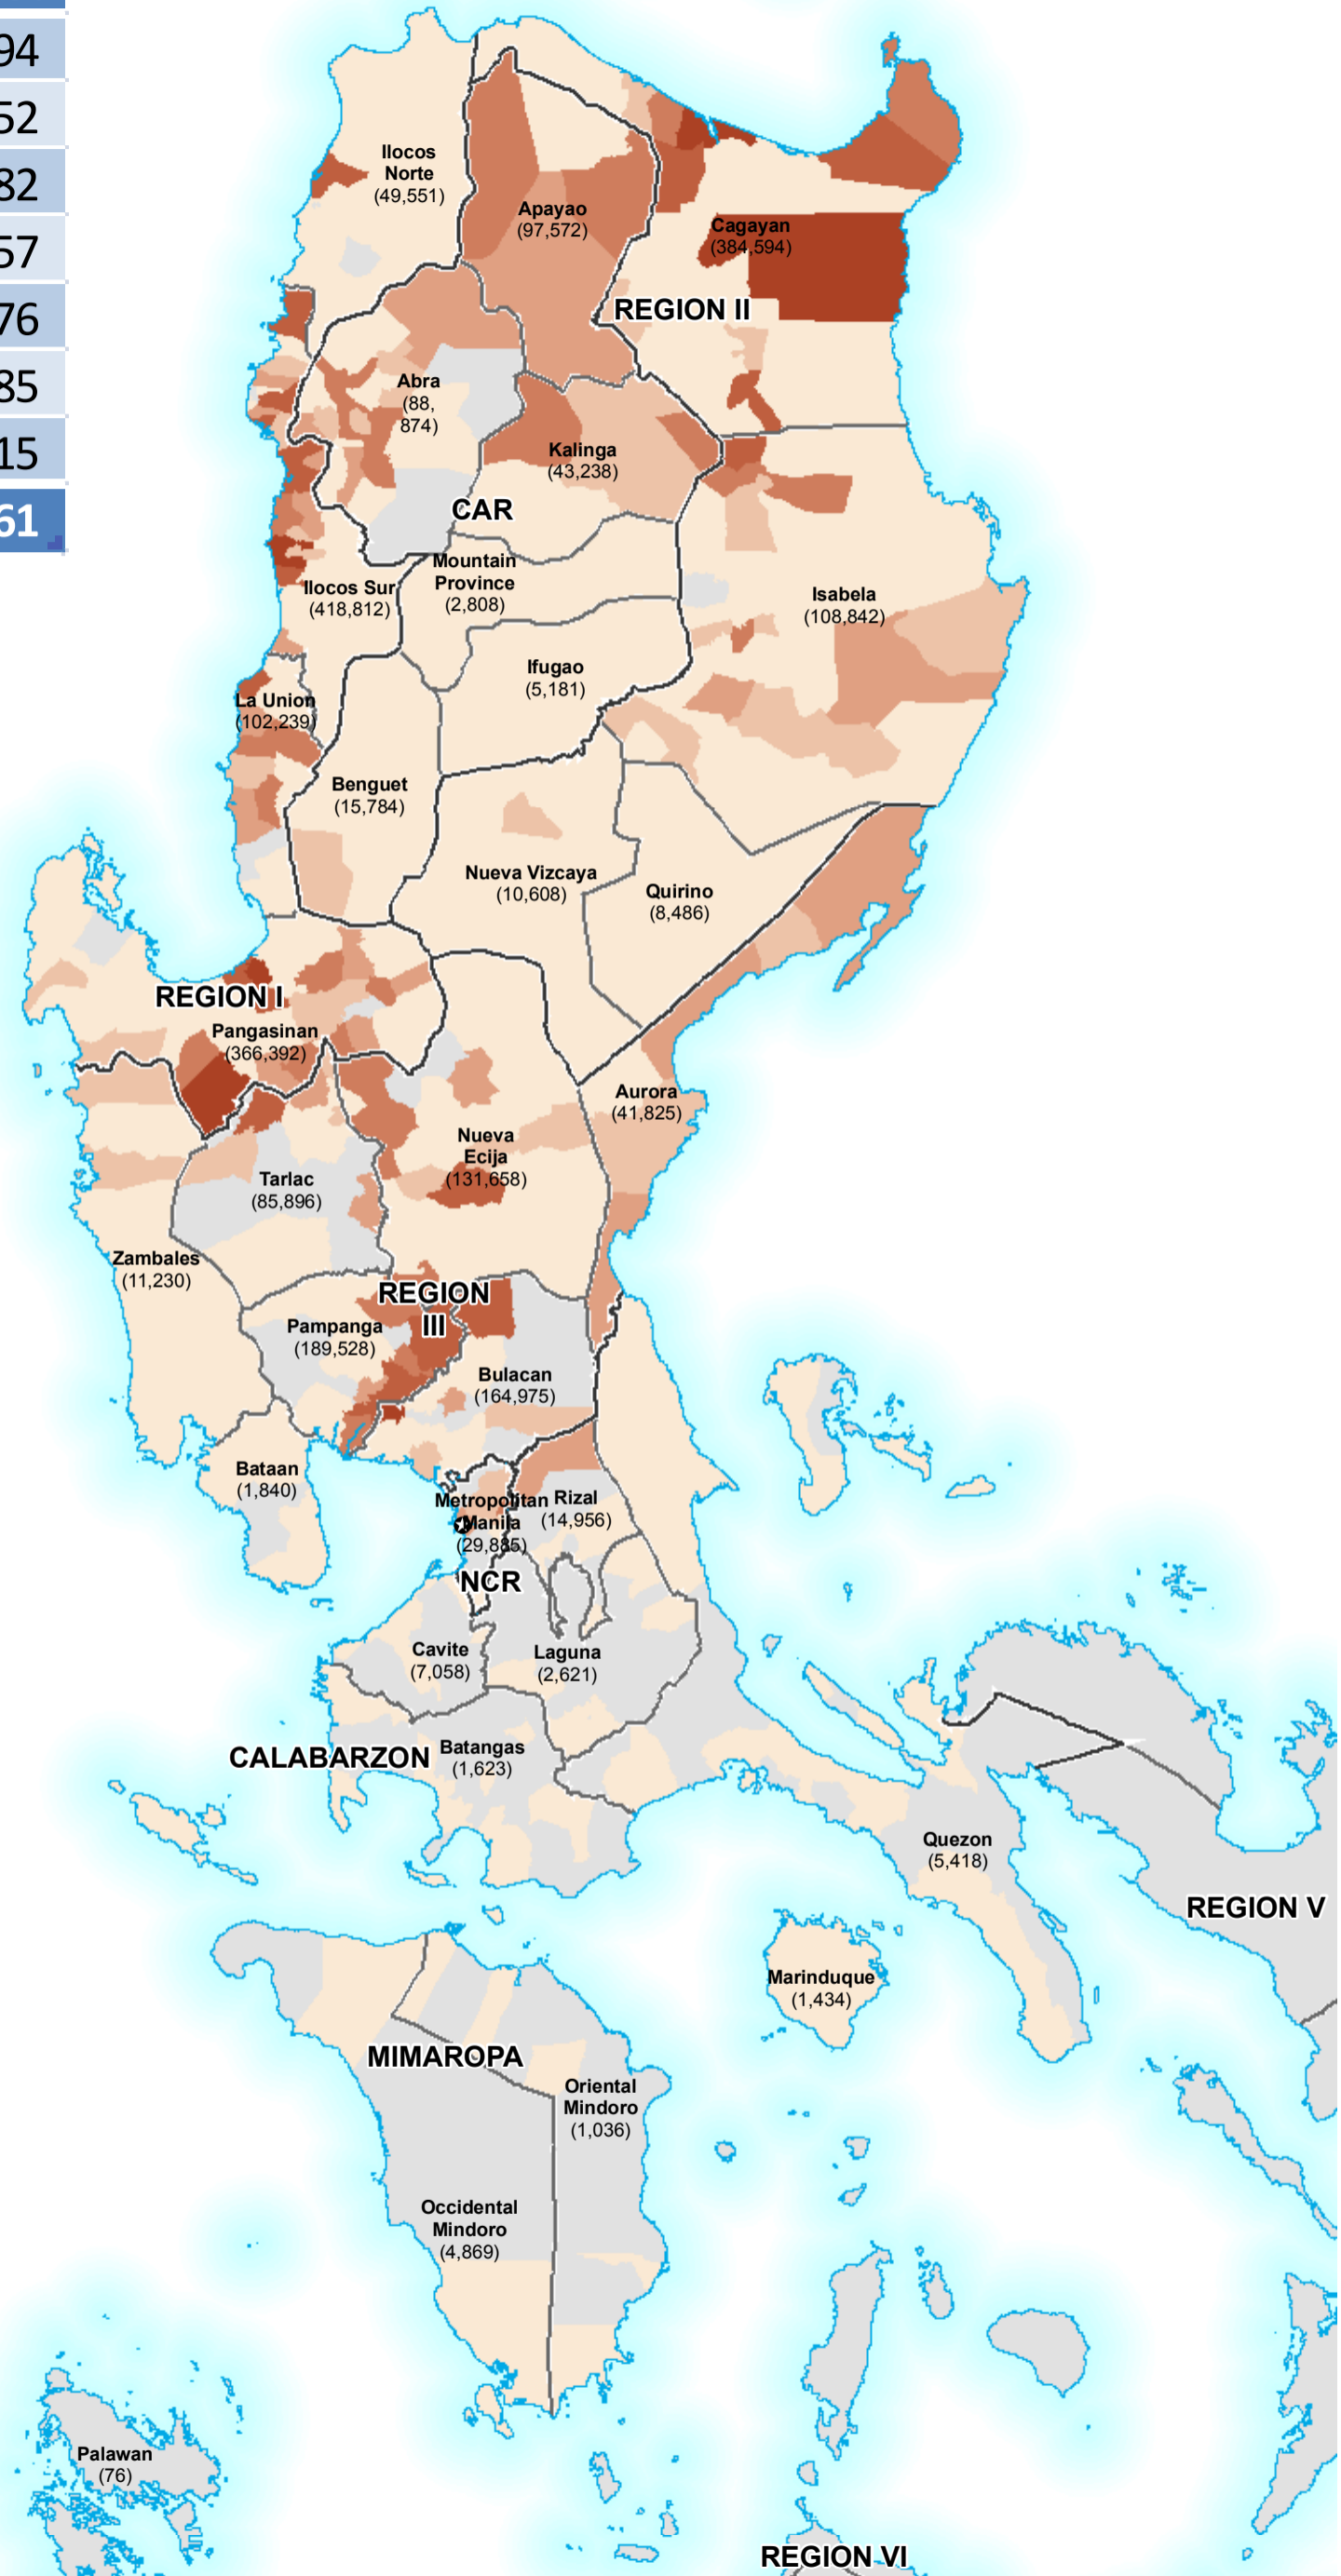 94
52
82
57
76
85
15
61
Ilocos
Norte
(49,551)
Apayao
(97,572)
Cagayan
(384,594)
REGION II
Abra
(88,
874)
Kalinga
(43,238)
CAR
Mountain
Province
(2,808)
Ilocos Sur
(418,812)
Isabela
(108,842)
Ifugao
(5,181)
La Union
(102,239)
Benguet
(15,784)
Nueva Vizcaya
(10,608)
Quirino
(8,486)
REGION I
Pangasinan
(366,392)
Aurora
(41,825)
Nueva
Ecija
(131,658)
Tarlac
(85,896)
Zambales
(11,230)
REGION
III
Pampanga
(189,528)
Bulacan
(164,975)
Bataan
(1,840)
Metropolitan
Manila
(29,885)
Rizal
(14,956)
NCR
Cavite
(7,058)
Laguna
(2,621)
CALABARZON
Batangas
(1,623)
Quezon
(5,418)
REGION V
Marinduque
(1,434)
MIMAROPA
Oriental
Mindoro
(1,036)
Occidental
Mindoro
(4,869)
Palawan
(76)
REGION VI